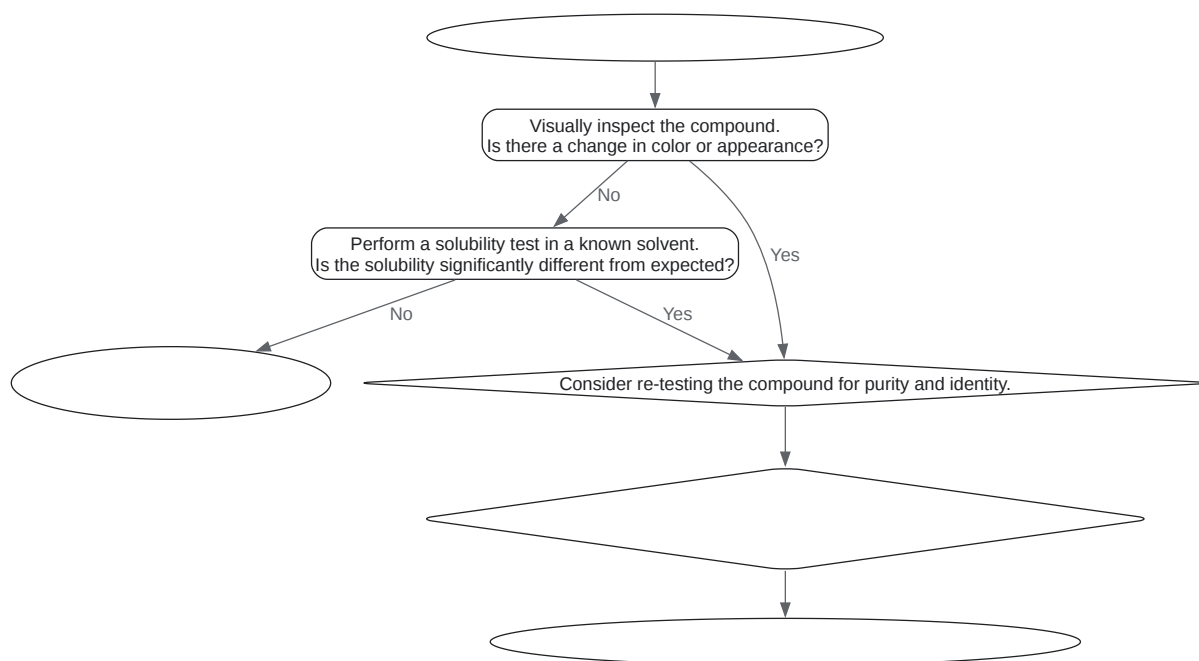 Visually inspect the compound.
Is there a change in color or appearance?
No
Perform a solubility test in a known solvent.
Is the solubility significantly different from expected?
Yes
No
Yes
Consider re-testing the compound for purity and identity.